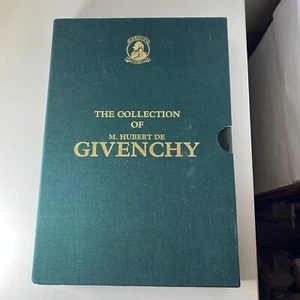 THE COLLECTION
OF
M. HUBERT DE
GIVENCHY